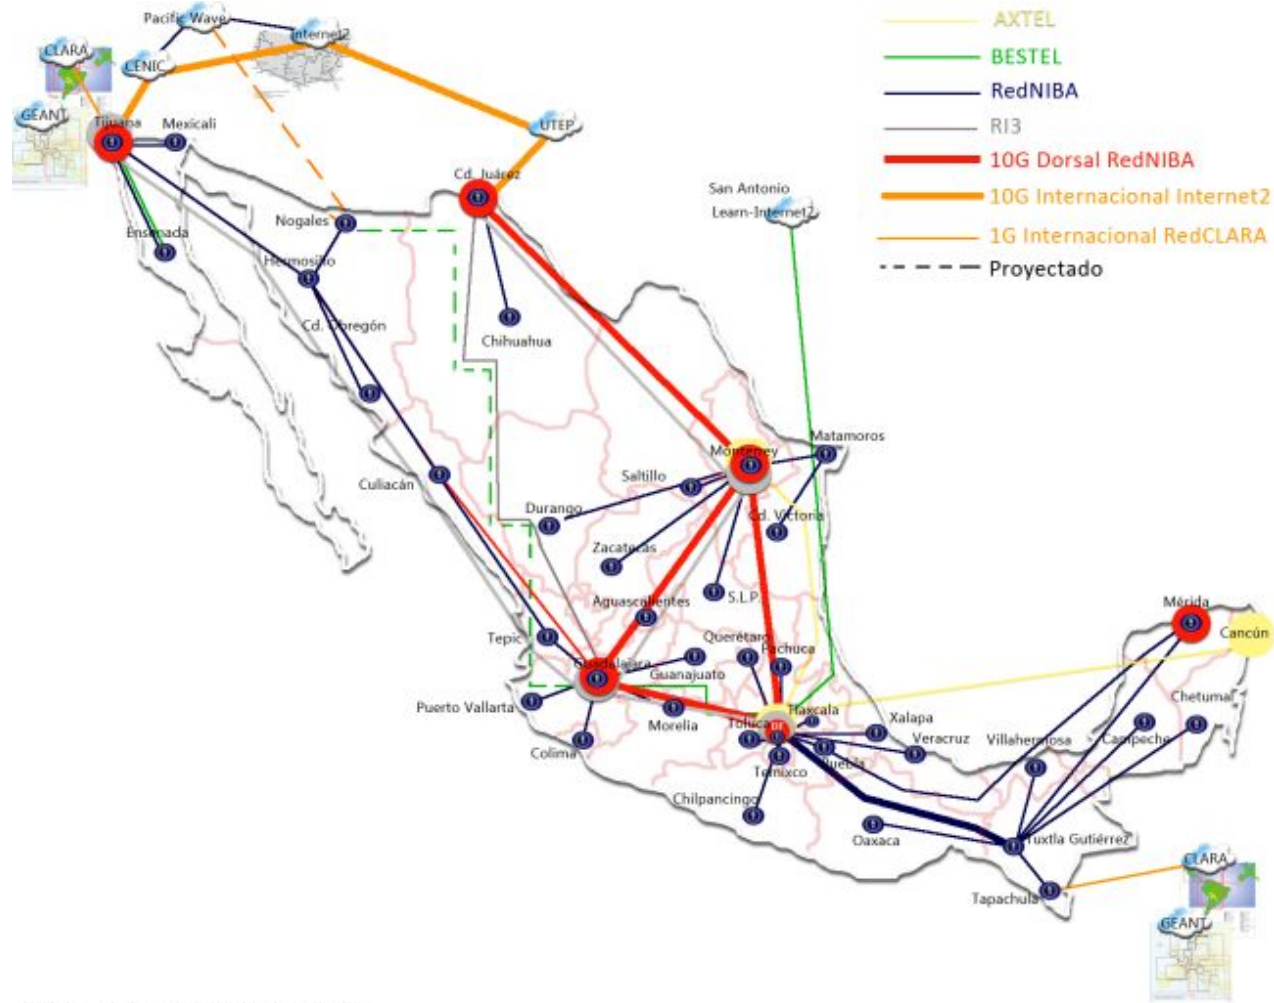 Pacific Wave
Internet2
CLARA
CENIC
GEANT
Tijuana
Mexicali
UTEP
Cd. Juárez
San Antonio
Learn-Internet2
AXTEL
BESTEL
RedNIBA
RI3
10G Dorsal RedNIBA
10G Internacional Internet2
1G Internacional RedCLARA
Proyectado
Nogales
Ensenada
Hermosillo
Cd. Obregón
Chihuahua
Monterrey
Matamoros
Saltillo
Culiacán
Durango
Cd. Victoria
Zacatecas
Aguascalientes
S.L.P.
Mérida
Cancún
Tepic
Querétaro
Pachuca
Guadalajara
Guanajuato
Puerto Vallarta
Morelia
Toluca
DF
Tlaxcala
Xalapa
Veracruz
Chetumal
Villahermosa
Campeche
Colima
Temixco
Puebla
Chilpancingo
Oaxaca
Tuxtla Gutiérrez
Tapachula
CLARA
GEANT